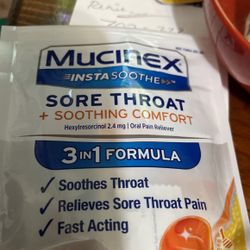 Mucinex
INSTASOOTHE
SORE THROAT
+ SOOTHING COMFORT
Hexylresorcinol 2.4 mg | Oral Pain Reliever
3 IN 1 FORMULA
✓ Soothes Throat
✓ Relieves Sore Throat Pain
✓ Fast Acting